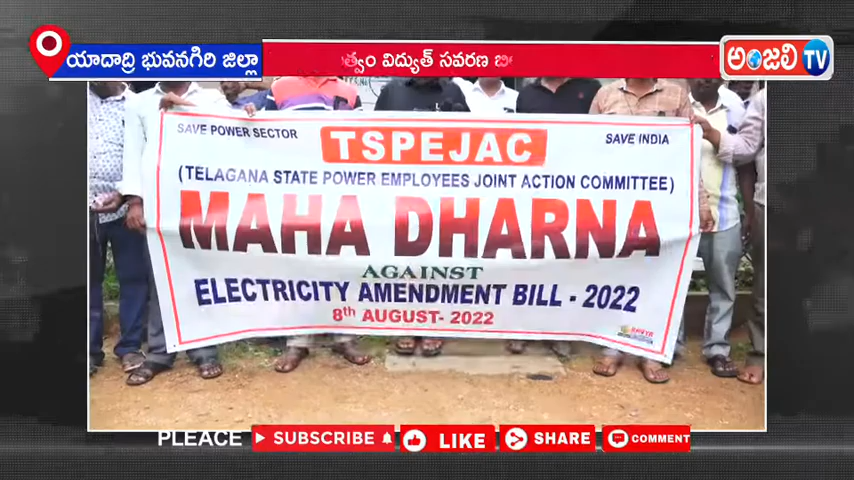 యాదాద్రి భువనగిరి జిల్లా
విద్యుత్ సవరణ
అంజలి TV
SAVE POWER SECTOR
SAVE INDIA
TSPEJAC
(TELAGANA STATE POWER EMPLOYEES JOINT ACTION COMMITTEE)
MAHA DHARNA
AGAINST
ELECTRICITY AMENDMENT BILL - 2022
8th AUGUST- 2022
PLEACE
SUBSCRIBE
LIKE
SHARE
COMMENT